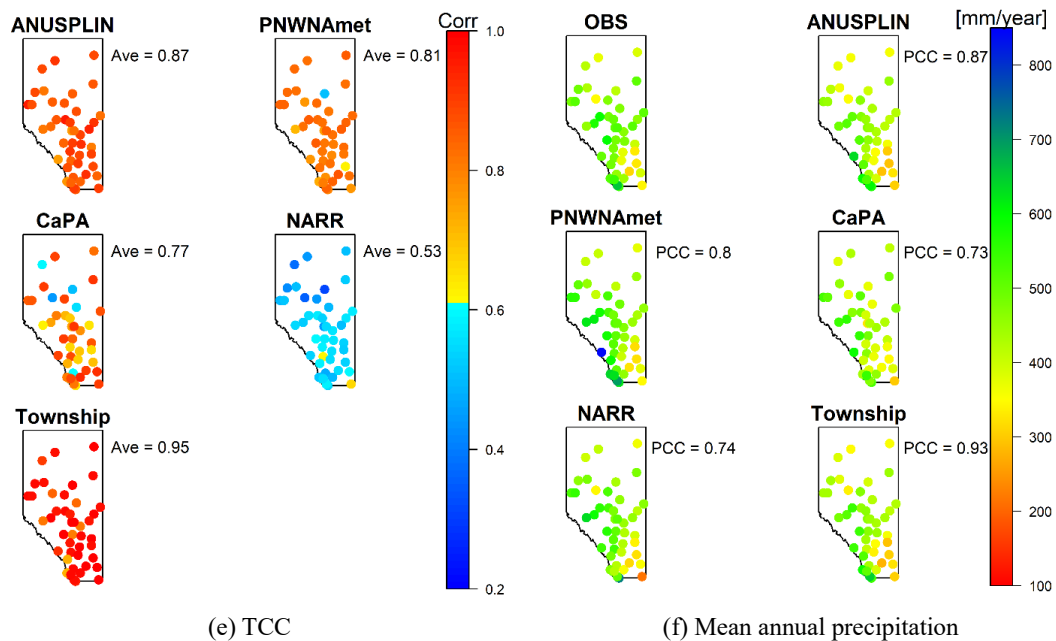 ANUSPLIN
PNWNAmet
Corr
Ave = 0.87
Ave = 0.81
1.0
0.8
CaPA
NARR
Ave = 0.77
Ave = 0.53
0.6
0.4
Township
Ave = 0.95
0.2
(e) TCC
OBS
ANUSPLIN
[mm/year]
PCC = 0.87
800
700
PNWNAmet
CaPA
PCC = 0.8
PCC = 0.73
600
500
400
300
NARR
Township
PCC = 0.74
PCC = 0.93
200
100
(f) Mean annual precipitation